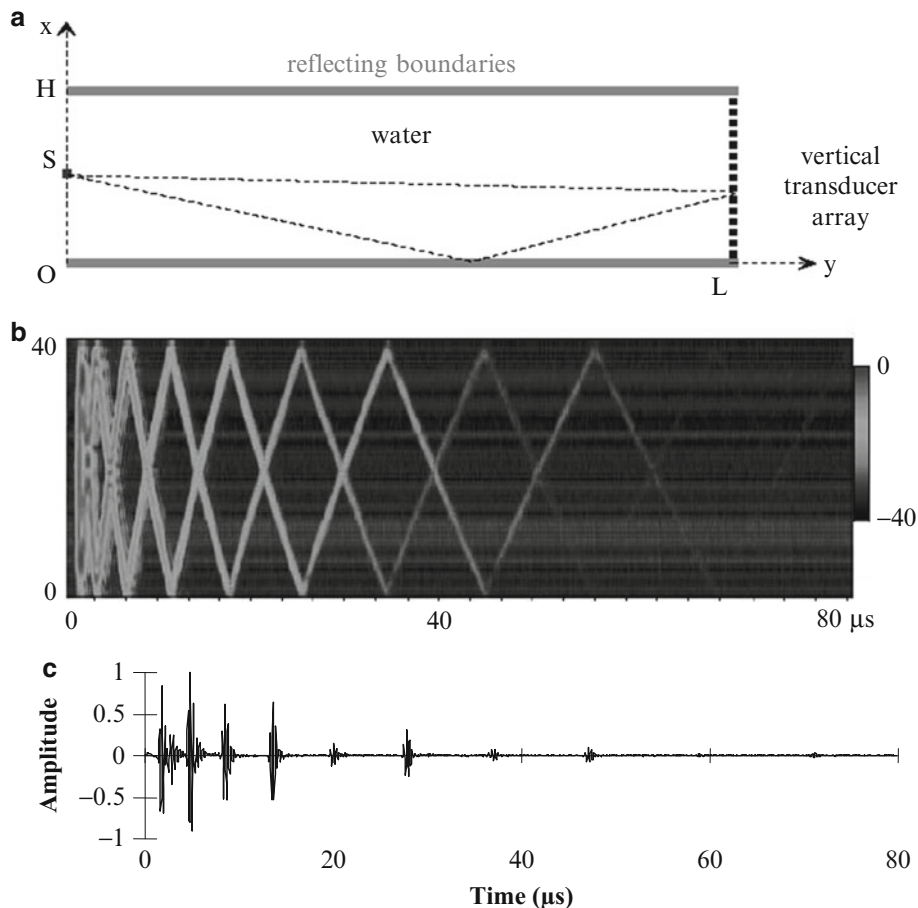 a
x
H
reflecting boundaries
water
S
vertical
transducer
array
O
L
y
b
40
0
−40
0
0
40
80 µs
c
1
0.5
0
−0.5
−1
Amplitude
0
20
40
60
80
Time (µs)